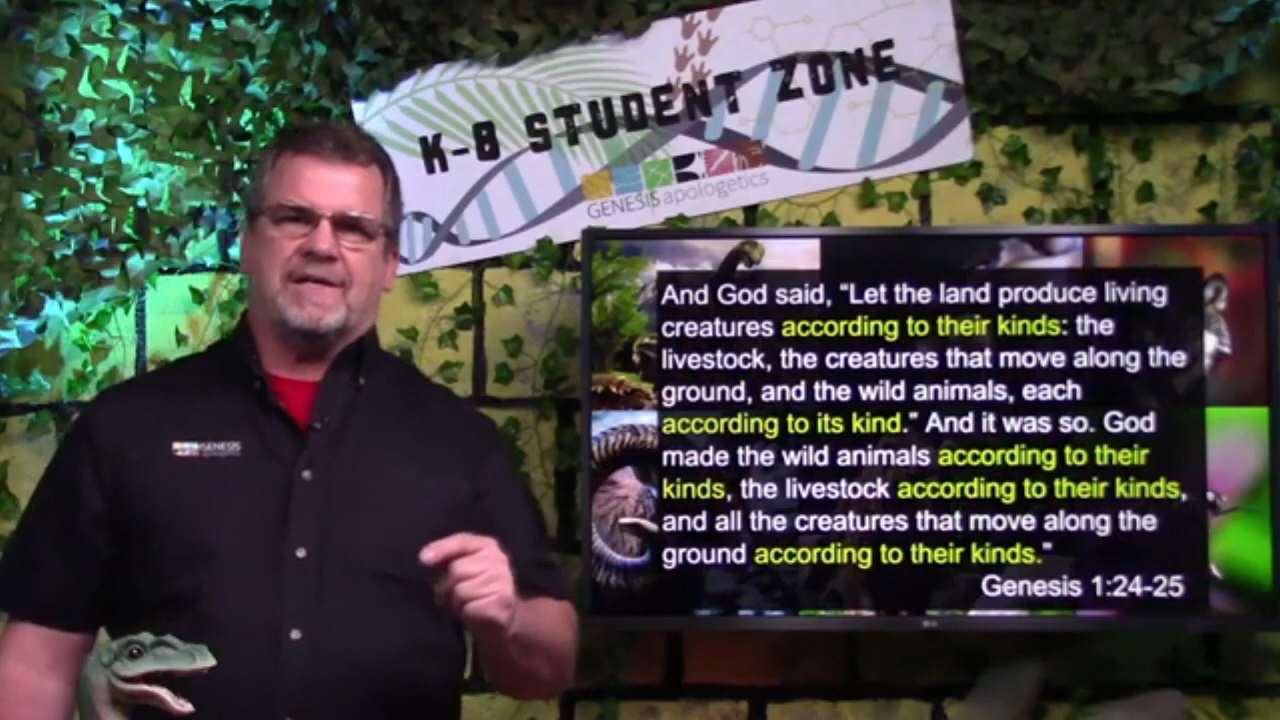 K-8 STUDENT ZONE
GENESIS apologetics
GENESIS
And God said, “Let the land produce living
creatures according to their kinds: the
livestock, the creatures that move along the
ground, and the wild animals, each
according to its kind.” And it was so. God
made the wild animals according to their
kinds, the livestock according to their kinds,
and all the creatures that move along the
ground according to their kinds.”
Genesis 1:24-25